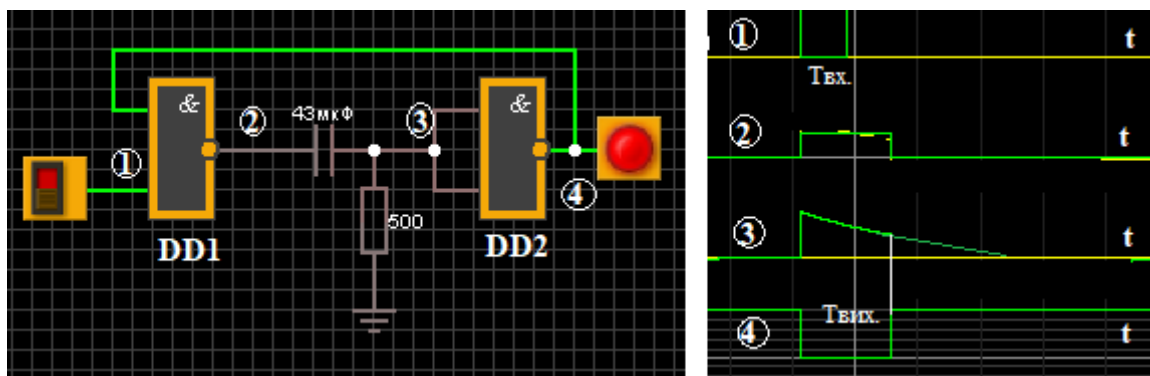 & & ① t
43мкФ
② ③ Твх.
① ② t
④
500
DD1 DD2 ③ t
Твих.
④ t